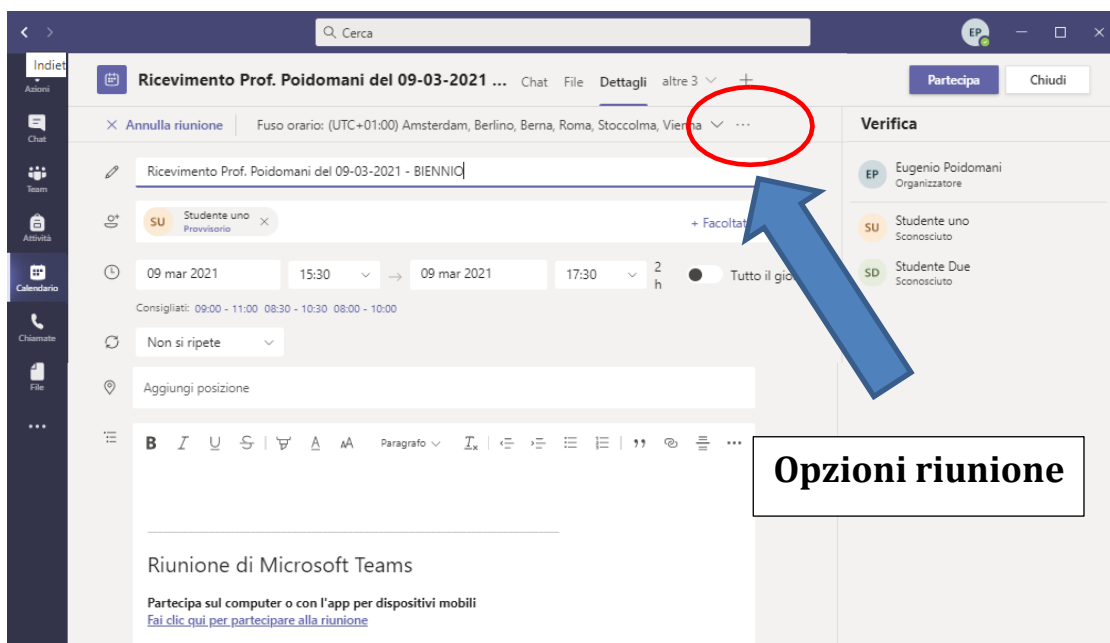 Cerca
EP
Indiet
Azioni
Chat
Team
Attività
Calendario
Chiamate
File
Ricevimento Prof. Poidomani del 09-03-2021 ... Chat File Dettagli altre 3
Partecipa Chiudi
Annulla riunione Fuso orario: (UTC+01:00) Amsterdam, Berlino, Berna, Roma, Stoccolma, Vienna ...
Ricevimento Prof. Poidomani del 09-03-2021 - BIENNIO
SU Studente uno
Provvisorio
+ Facoltat
09 mar 2021 15:30 → 09 mar 2021 17:30 2 h Tutto il gio
Consigliati: 09:00 - 11:00 08:30 - 10:30 08:00 - 10:00
Non si ripete
Aggiungi posizione
B I U S A AA Paragrafo Tx
Riunione di Microsoft Teams
Partecipa sul computer o con l'app per dispositivi mobili
Fai clic qui per partecipare alla riunione
Verifica
EP Eugenio Poidomani
Organizzatore
SU Studente uno
Sconosciuto
SD Studente Due
Sconosciuto
Opzioni riunione